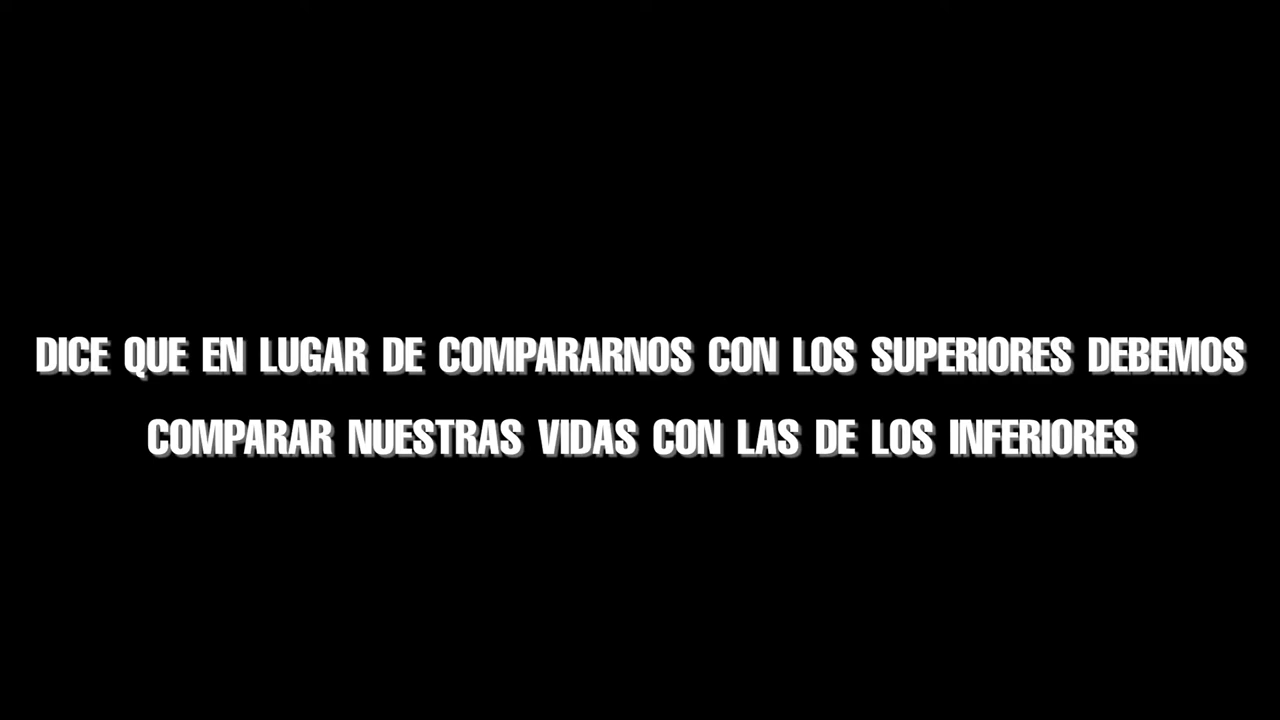 DICE QUE EN LUGAR DE COMPARARNOS CON LOS SUPERIORES DEBEMOS
COMPARAR NUESTRAS VIDAS CON LAS DE LOS INFERIORES